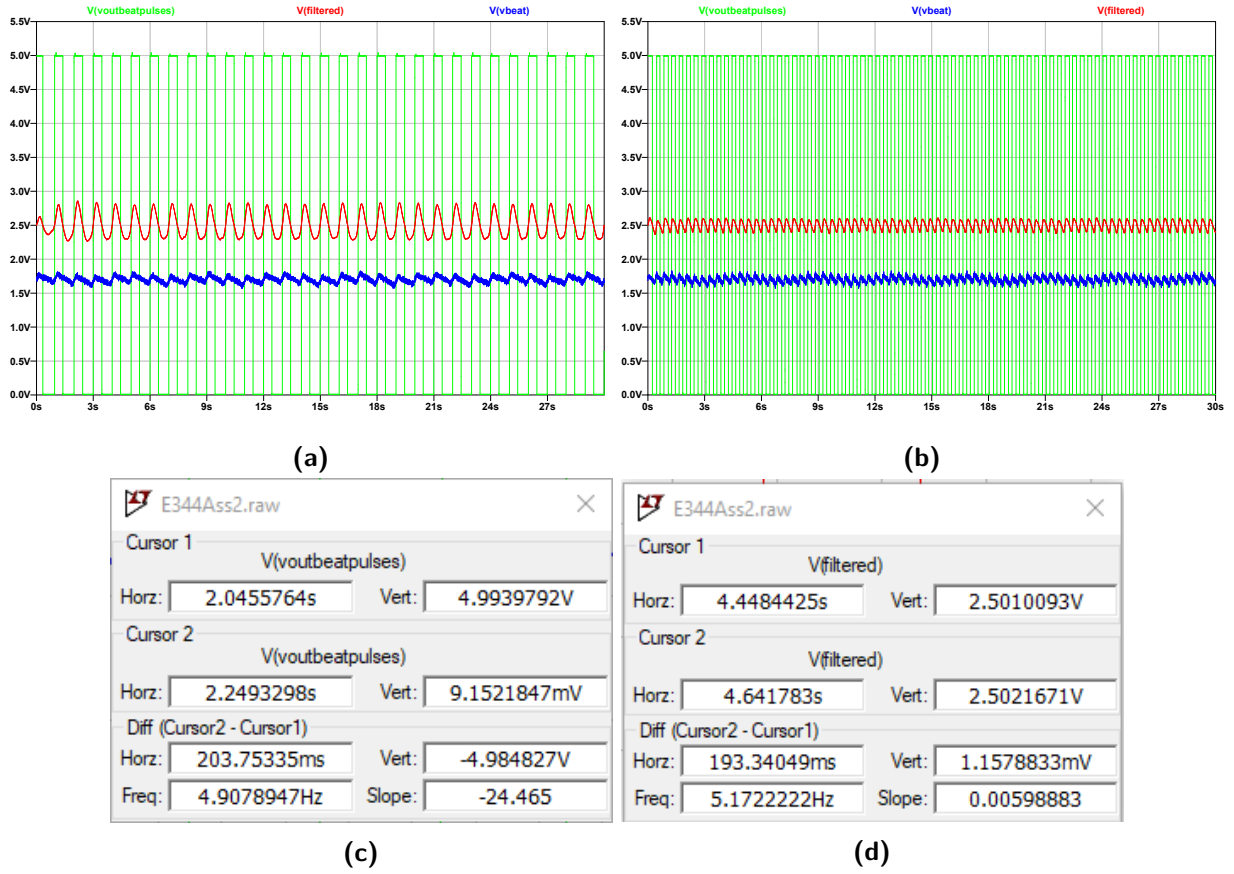 V(voutbeatpulses) V(filtered) V(vbeat)
5.5V
5.0V
4.5V
4.0V
3.5V
3.0V
2.5V
2.0V
1.5V
1.0V
0.5V
0.0V
0s 3s 6s 9s 12s 15s 18s 21s 24s 27s
(a)
V(voutbeatpulses) V(vbeat) V(filtered)
5.5V
5.0V
4.5V
4.0V
3.5V
3.0V
2.5V
2.0V
1.5V
1.0V
0.5V
0.0V
0s 3s 6s 9s 12s 15s 18s 21s 24s 27s 30s
(b)
E344Ass2.raw
Cursor 1
V(voutbeatpulses)
Horz: 2.0455764s Vert: 4.9939792V
Cursor 2
V(voutbeatpulses)
Horz: 2.2493298s Vert: 9.1521847mV
Diff (Cursor2 - Cursor1)
Horz: 203.75335ms Vert: -4.984827V
Freq: 4.9078947Hz Slope: -24.465
(c)
E344Ass2.raw
Cursor 1
V(filtered)
Horz: 4.4484425s Vert: 2.5010093V
Cursor 2
V(filtered)
Horz: 4.641783s Vert: 2.5021671V
Diff (Cursor2 - Cursor1)
Horz: 193.34049ms Vert: 1.1578833mV
Freq: 5.1722222Hz Slope: 0.00598883
(d)